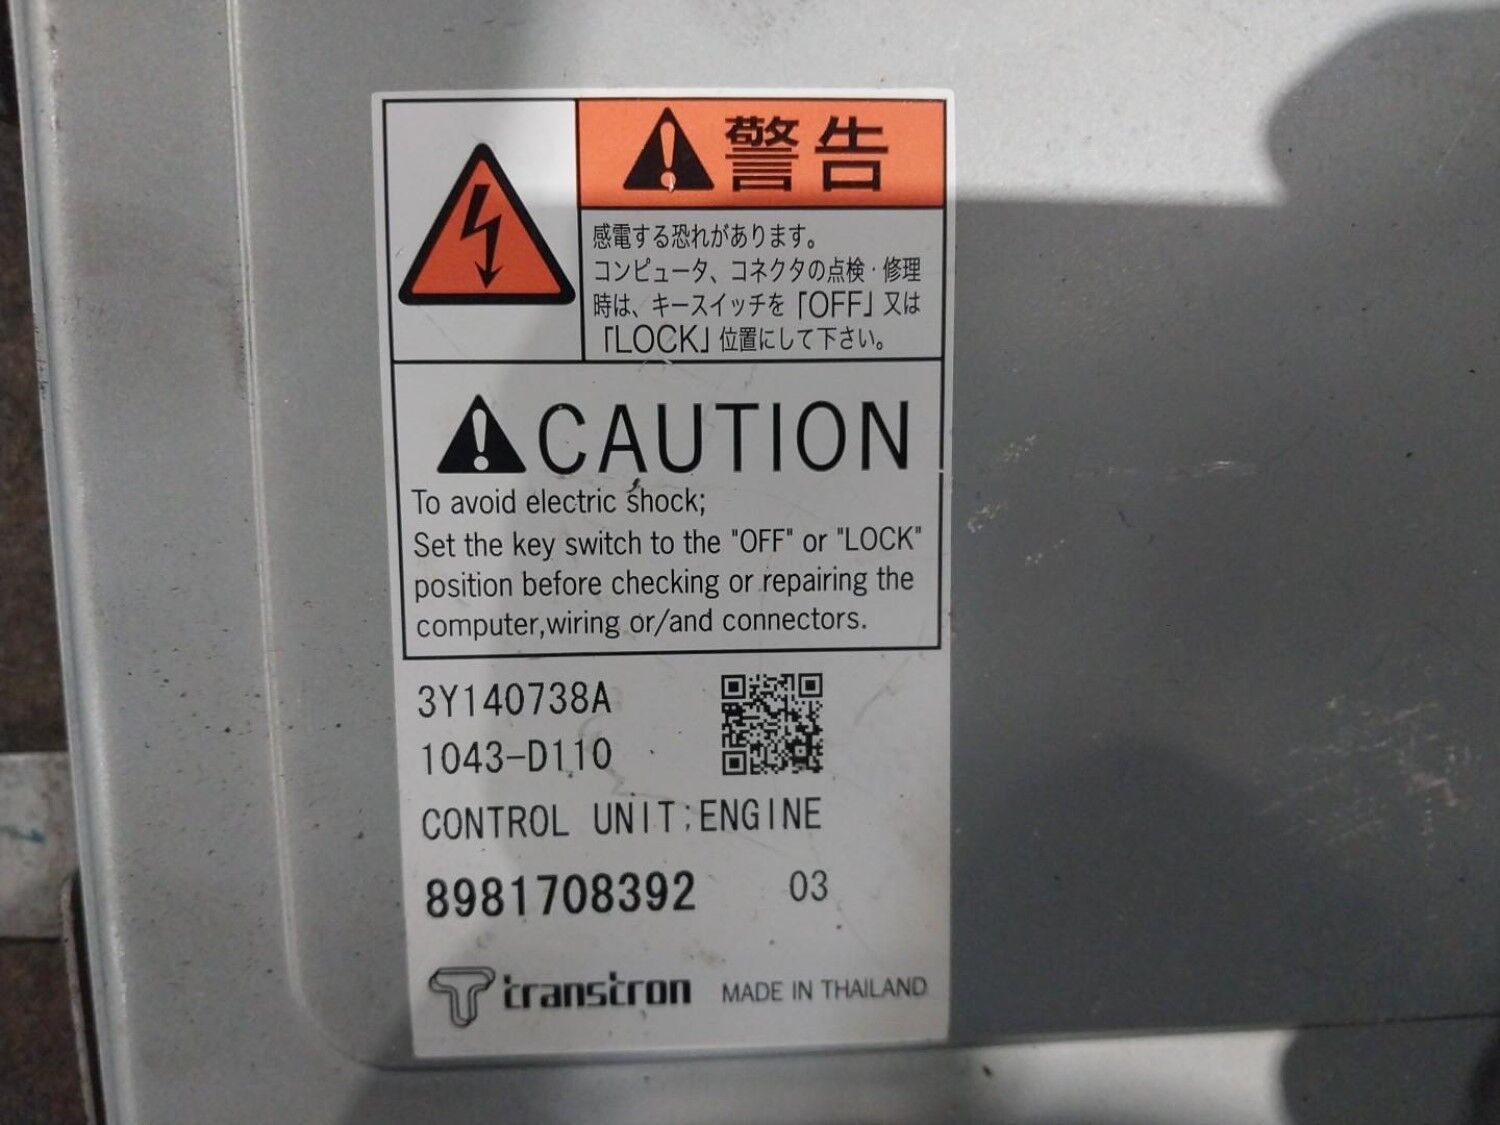 警告
感電する恐れがあります。
コンピュータ、コネクタの点検・修理
時は、キースイッチを「OFF」又は
「LOCK」位置にして下さい。
CAUTION
To avoid electric shock;
Set the key switch to the "OFF" or "LOCK"
position before checking or repairing the
computer,wiring or/and connectors.
3Y140738A
1043-D110
CONTROL UNIT;ENGINE
8981708392 03
transtron MADE IN THAILAND